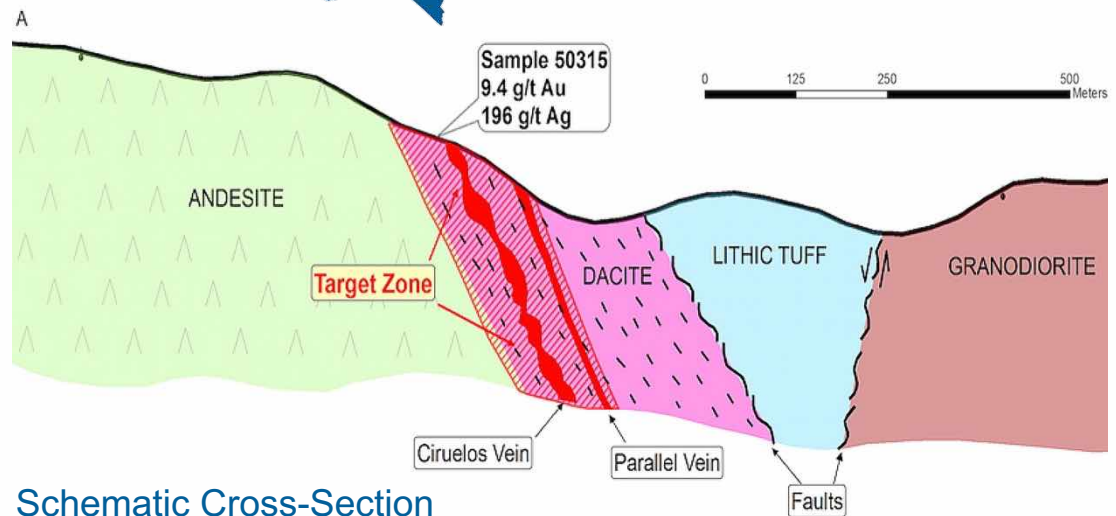 A
Sample 50315
9.4 g/t Au
196 g/t Ag
0 125 250 500
Meters
ANDESITE
Target Zone
DACITE
LITHIC TUFF
GRANODIORITE
Ciruelos Vein
Parallel Vein
Faults
Schematic Cross-Section